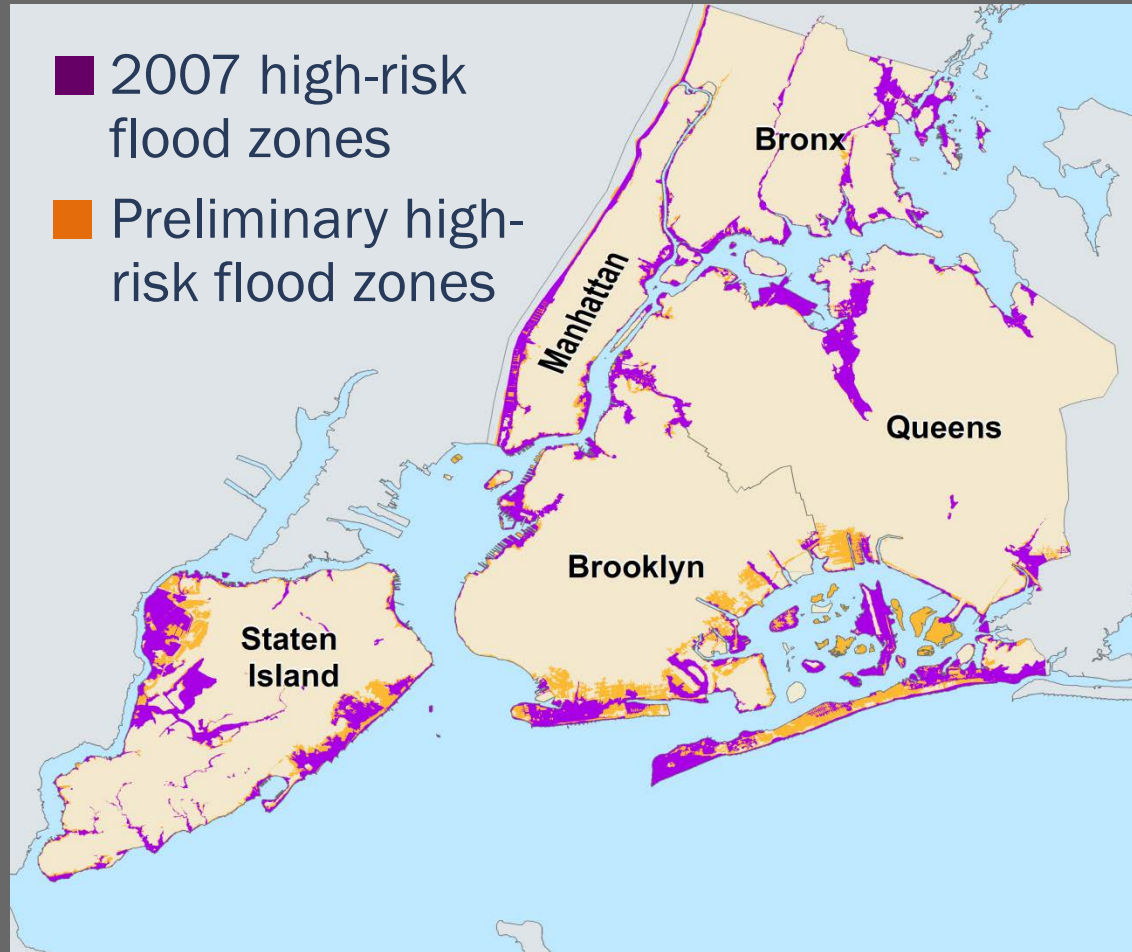 2007 high-risk
flood zones
Preliminary high-
risk flood zones
Bronx
Manhattan
Queens
Brooklyn
Staten
Island